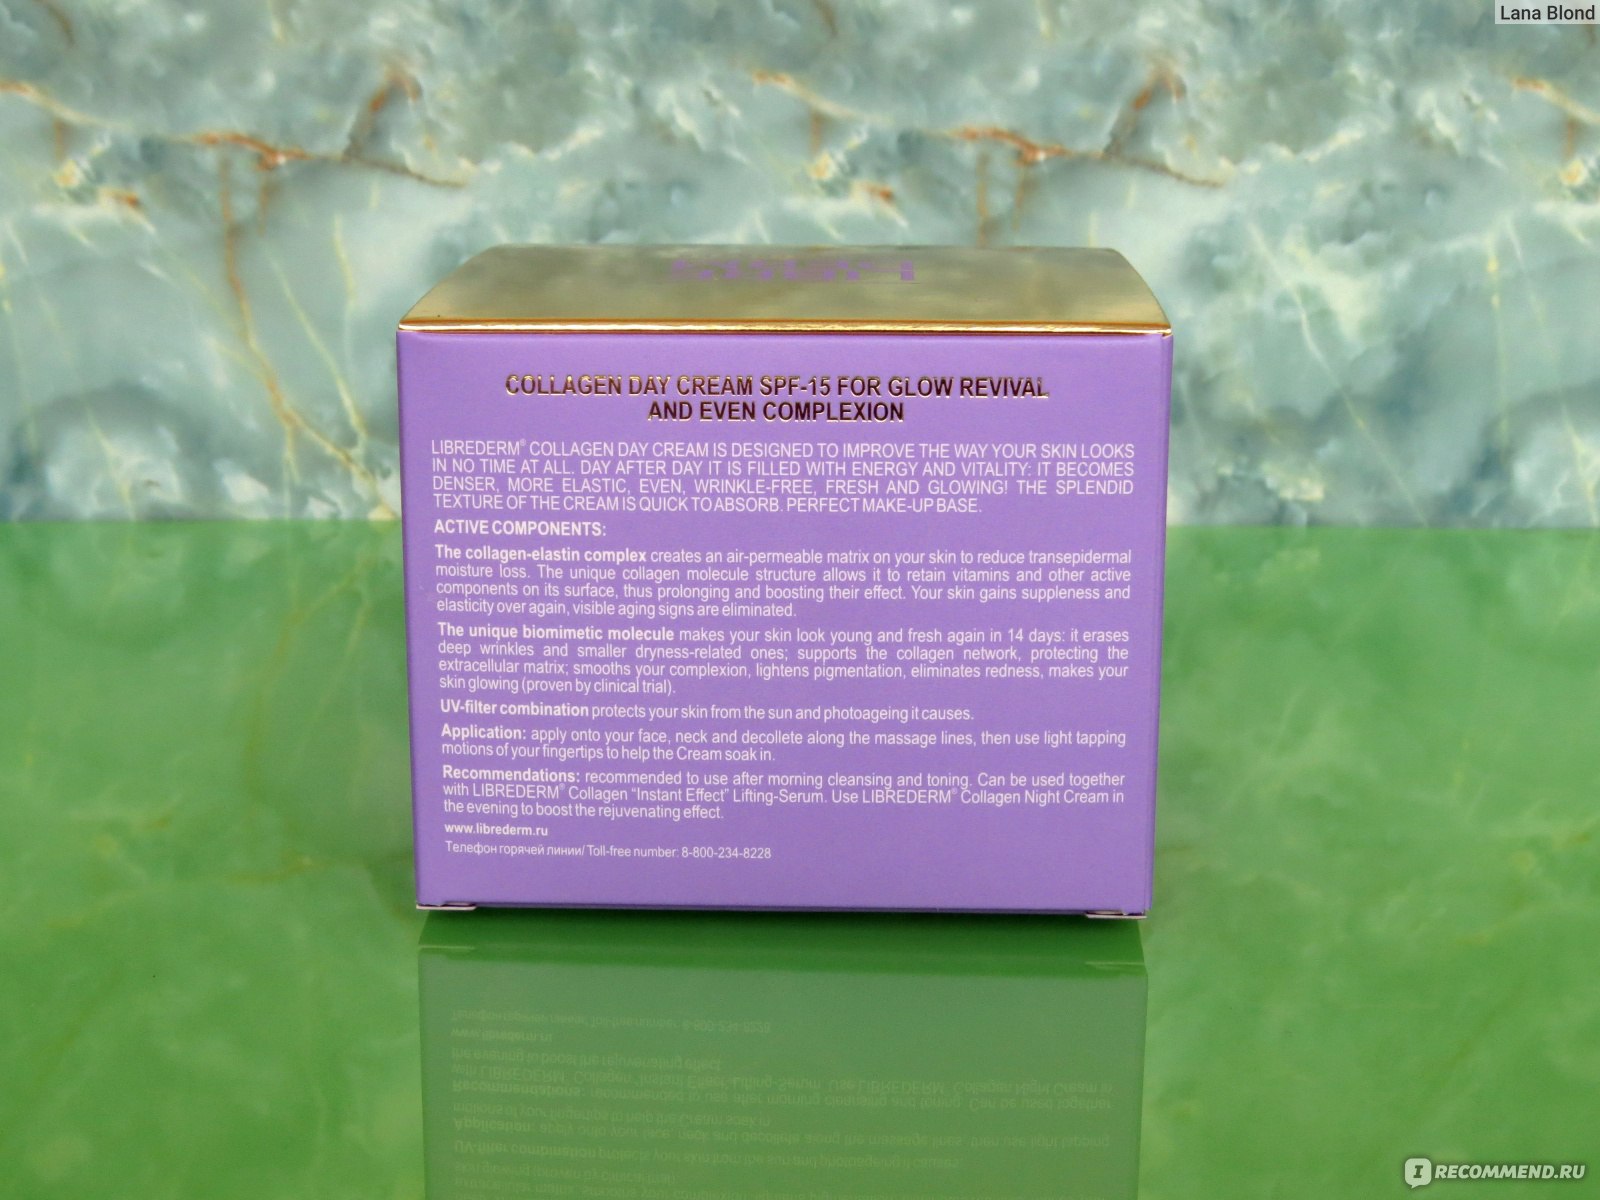 Lana Blond
COLLAGEN DAY CREAM SPF-15 FOR GLOW REVIVAL
AND EVEN COMPLEXION
LIBREDERM® COLLAGEN DAY CREAM IS DESIGNED TO IMPROVE THE WAY YOUR SKIN LOOKS
IN NO TIME AT ALL. DAY AFTER DAY IT IS FILLED WITH ENERGY AND VITALITY: IT BECOMES
DENSER, MORE ELASTIC, EVEN, WRINKLE-FREE, FRESH AND GLOWING! THE SPLENDID
TEXTURE OF THE CREAM IS QUICK TO ABSORB. PERFECT MAKE-UP BASE.
ACTIVE COMPONENTS:
The collagen-elastin complex creates an air-permeable matrix on your skin to reduce transepidermal
moisture loss. The unique collagen molecule structure allows it to retain vitamins and other active
components on its surface, thus prolonging and boosting their effect. Your skin gains suppleness and
elasticity over again, visible aging signs are eliminated.
The unique biomimetic molecule makes your skin look young and fresh again in 14 days: it erases
deep wrinkles and smaller dryness-related ones; supports the collagen network, protecting the
extracellular matrix; smooths your complexion, lightens pigmentation, eliminates redness, makes your
skin glowing (proven by clinical trial).
UV-filter combination protects your skin from the sun and photoageing it causes.
Application: apply onto your face, neck and decollete along the massage lines, then use light tapping
motions of your fingertips to help the Cream soak in.
Recommendations: recommended to use after morning cleansing and toning. Can be used together
with LIBREDERM® Collagen "Instant Effect" Lifting-Serum. Use LIBREDERM® Collagen Night Cream in
the evening to boost the rejuvenating effect.
www.librederm.ru
Телефон горячей линии/ Toll-free number: 8-800-234-8228
IRECOMMEND.RU